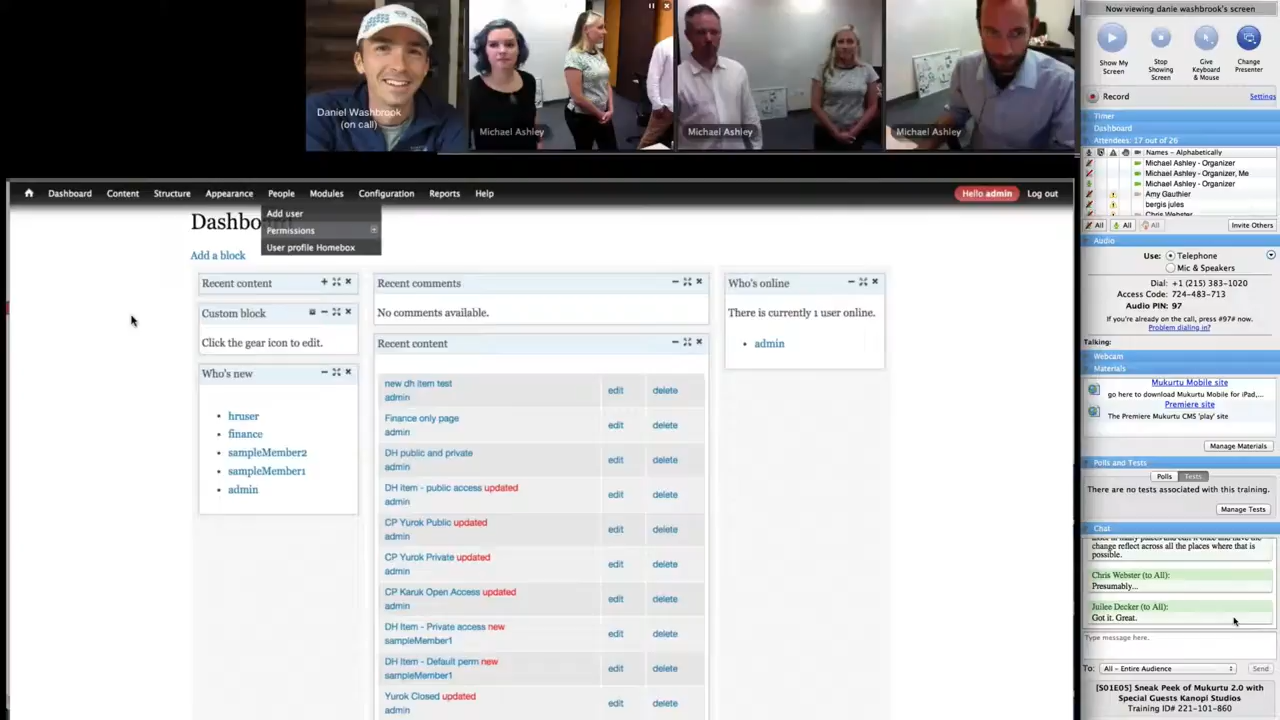 Daniel Washbrook
(on call)
Michael Ashley
Michael Ashley
Michael Ashley
Dashboard Content Structure Appearance People Modules Configuration Reports Help Hello admin Log out
Add user
Permissions
User profile Homebox
Add a block
Recent content
Custom block
Click the gear icon to edit.
Who's new
hruser
finance
sampleMember2
sampleMember1
admin
Recent comments
No comments available.
Recent content
new dh item test edit delete
admin
Finance only page edit delete
admin
DH public and private edit delete
admin
DH item - public access updated edit delete
admin
CP Yurok Public updated edit delete
admin
CP Yurok Private updated edit delete
admin
CP Karuk Open Access updated edit delete
admin
DH Item - Private access new edit delete
sampleMember1
DH Item - Default perm new edit delete
sampleMember1
Yurok Closed updated edit delete
admin
Who's online
There is currently 1 user online.
admin
Now viewing danie washbrook's screen
Show My
Screen
Stop
Showing
Screen
Give
Keyboard
& Mouse
Change
Presenter
Record Settings
Timer
Dashboard
Attendees: 17 out of 26
Names - Alphabetically
Michael Ashley - Organizer
Michael Ashley - Organizer, Me
Michael Ashley - Organizer
Amy Gauthier
bergis jules
Chris Webster
All All All Invite Others
Audio
Use: Telephone
Mic & Speakers
Dial: +1 (215) 383-1020
Access Code: 724-483-713
Audio PIN: 97
If you're already on the call, press #97# now.
Problem dialing in?
Talking:
Webcam
Materials
Mukurtu Mobile site
go here to download Mukurtu Mobile for iPad,...
Premiere site
The Premiere Mukurtu CMS 'play' site
Manage Materials
Polls and Tests
Polls Tests
There are no tests associated with this training.
Manage Tests
Chat
change reflect across all the places where that is
possible.
Chris Webster (to All):
Presumably...
Juilee Decker (to All):
Got it. Great.
Type message here.
To: All - Entire Audience Send
[S01E05] Sneak Peek of Mukurtu 2.0 with
Special Guests Kanopi Studios
Training ID# 221-101-860